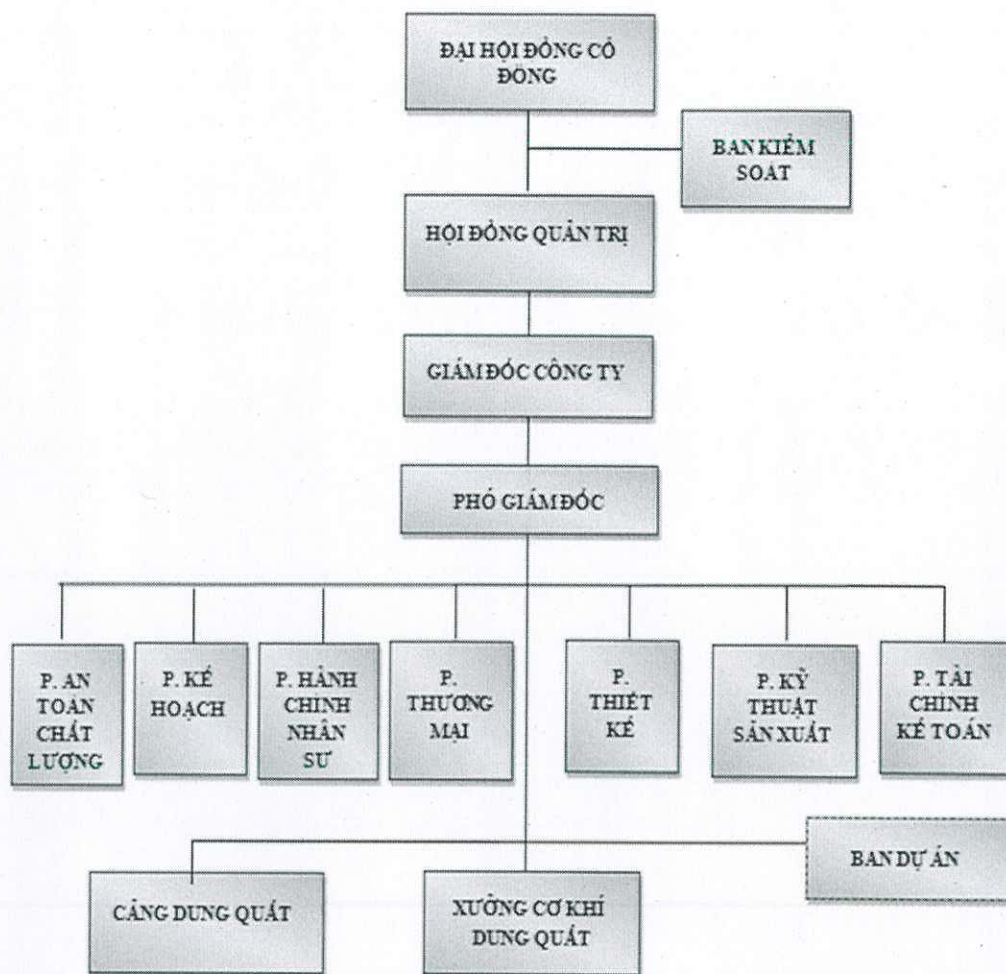 ĐẠI HỘI ĐỒNG CỔ
ĐÔNG
BAN KIỂM
SOÁT
HỘI ĐỒNG QUẢN TRỊ
GIÁM ĐỐC CÔNG TY
PHÓ GIÁM ĐỐC
P. AN
TOÀN
CHẤT
LƯỢNG
P. KẾ
HOẠCH
P. HÀNH
CHINH
NHÂN
SƯ
P.
THƯƠNG
MẠI
P.
THIẾT
KẾ
P. KỸ
THUẬT
SẢN XUẤT
P. TÀI
CHÍNH
KẾ TOÁN
BAN DỰ ÁN
CẢNG DUNG QUẤT
XƯỞNG CƠ KHÍ
DUNG QUẤT